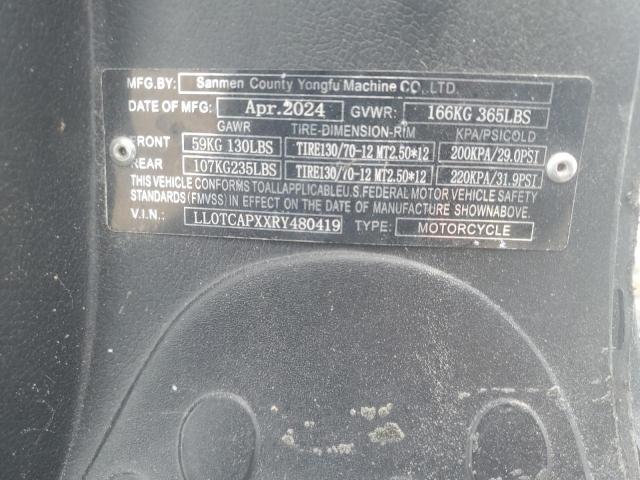 MFG.BY: Sanmen County Yongfu Machine CO,.LTD.
DATE OF MFG: Apr.2024 GVWR: 166KG 365LBS
GAWR TIRE-DIMENSION-RIM KPA/PSICOLD
FRONT 59KG 130LBS TIRE130/70-12 MT2.50*12 200KPA/29.0PSI
REAR 107KG235LBS TIRE130/70-12 MT2.50*12 220KPA/31.9PSI
THIS VEHICLE CONFORMS TOALLAPPLICABLEU.S.FEDERAL MOTOR VEHICLE SAFETY
STANDARDS (FMVSS) IN EFFECT ON THE DATE OF MANUFACTURE SHOWNABOVE.
V.I.N.: LL0TCAPXXRY480419 TYPE: MOTORCYCLE